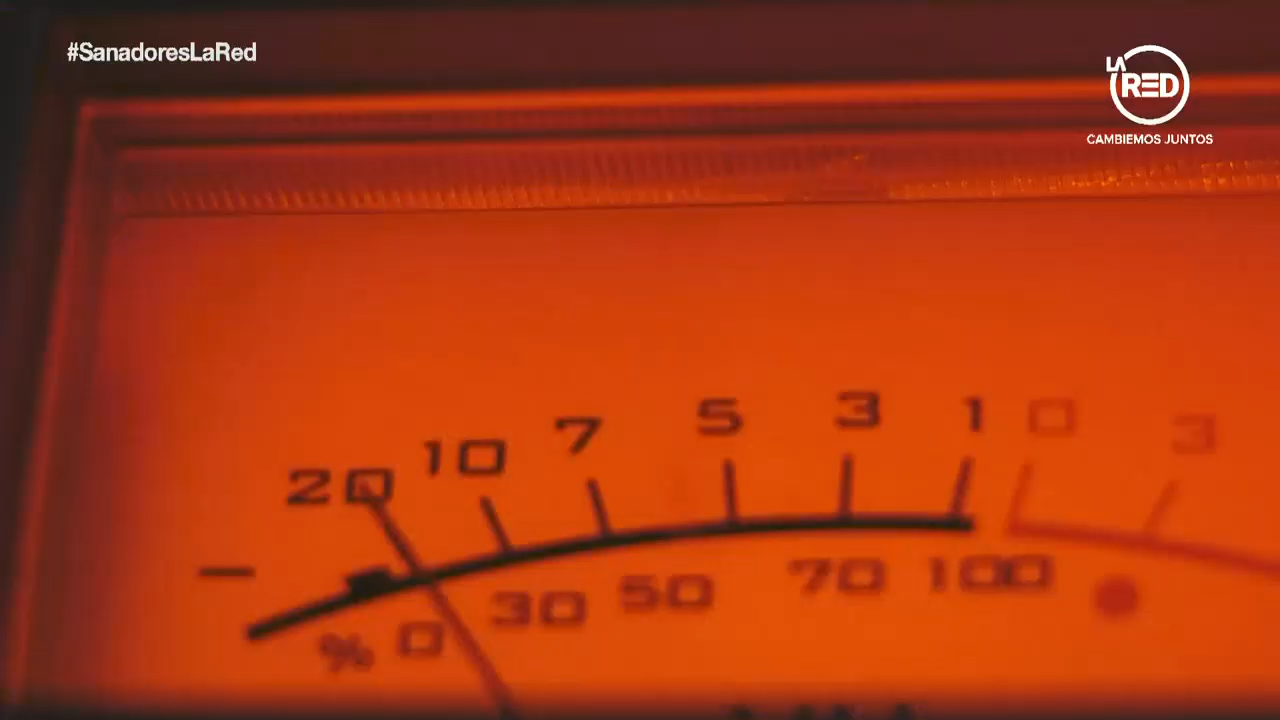 #SanadoresLaRed
LA
RED
CAMBIEMOS JUNTOS
20 10 7 5 3 1 0 3
−
% 0 30 50 70 100